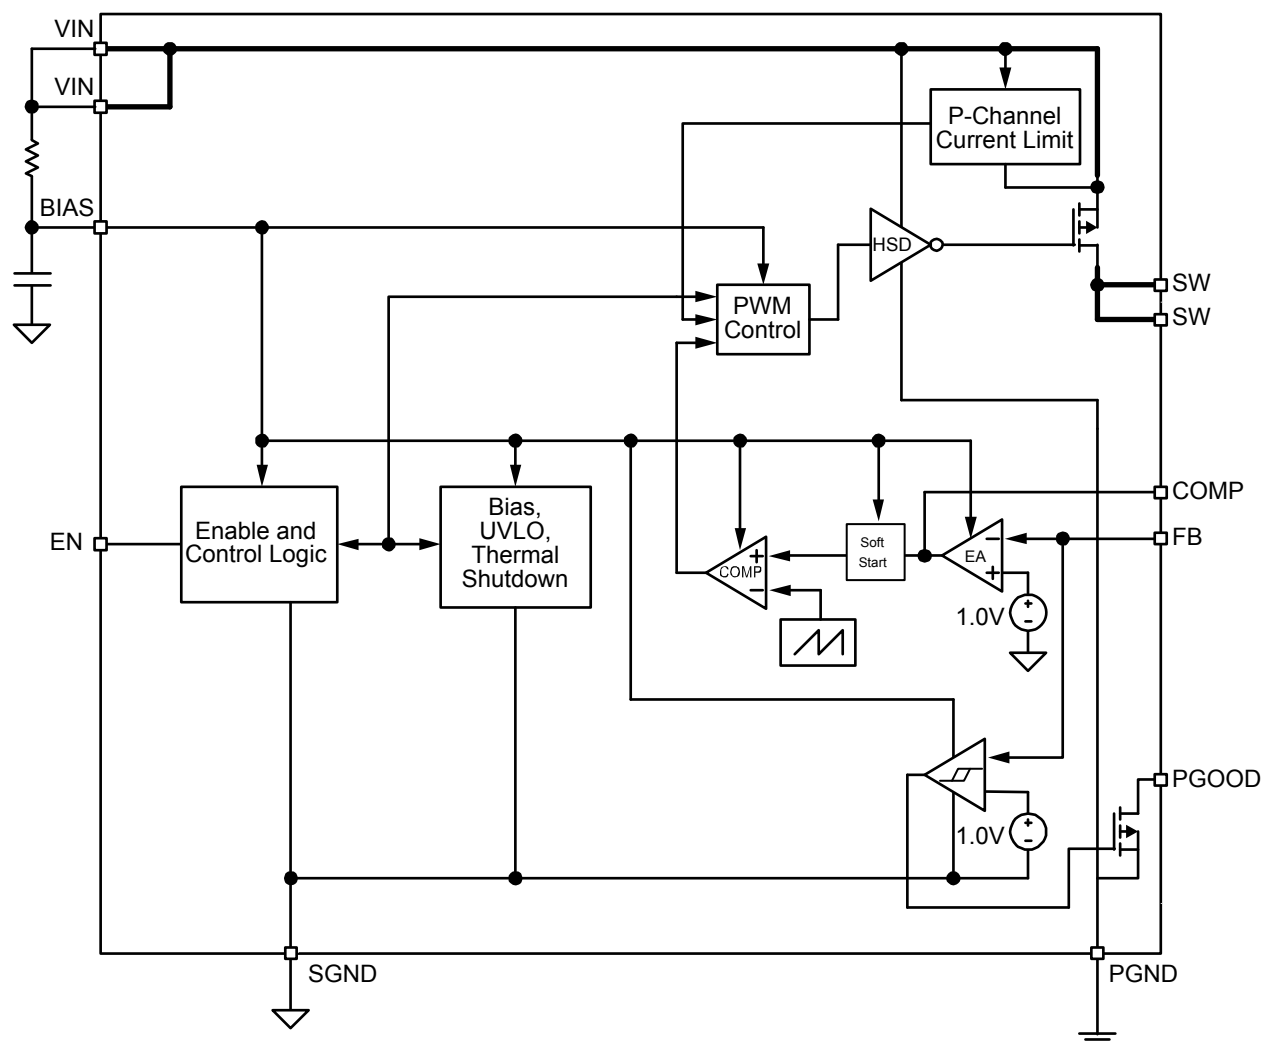 VIN
VIN
P-Channel
Current Limit
BIAS
HSD
SW
PWM
Control
SW
COMP
EN
Enable and
Control Logic
Bias,
UVLO,
Thermal
Shutdown
COMP
+
−
Soft
Start
EA
−
+
FB
1.0V
+
−
PGOOD
1.0V
+
−
SGND
PGND